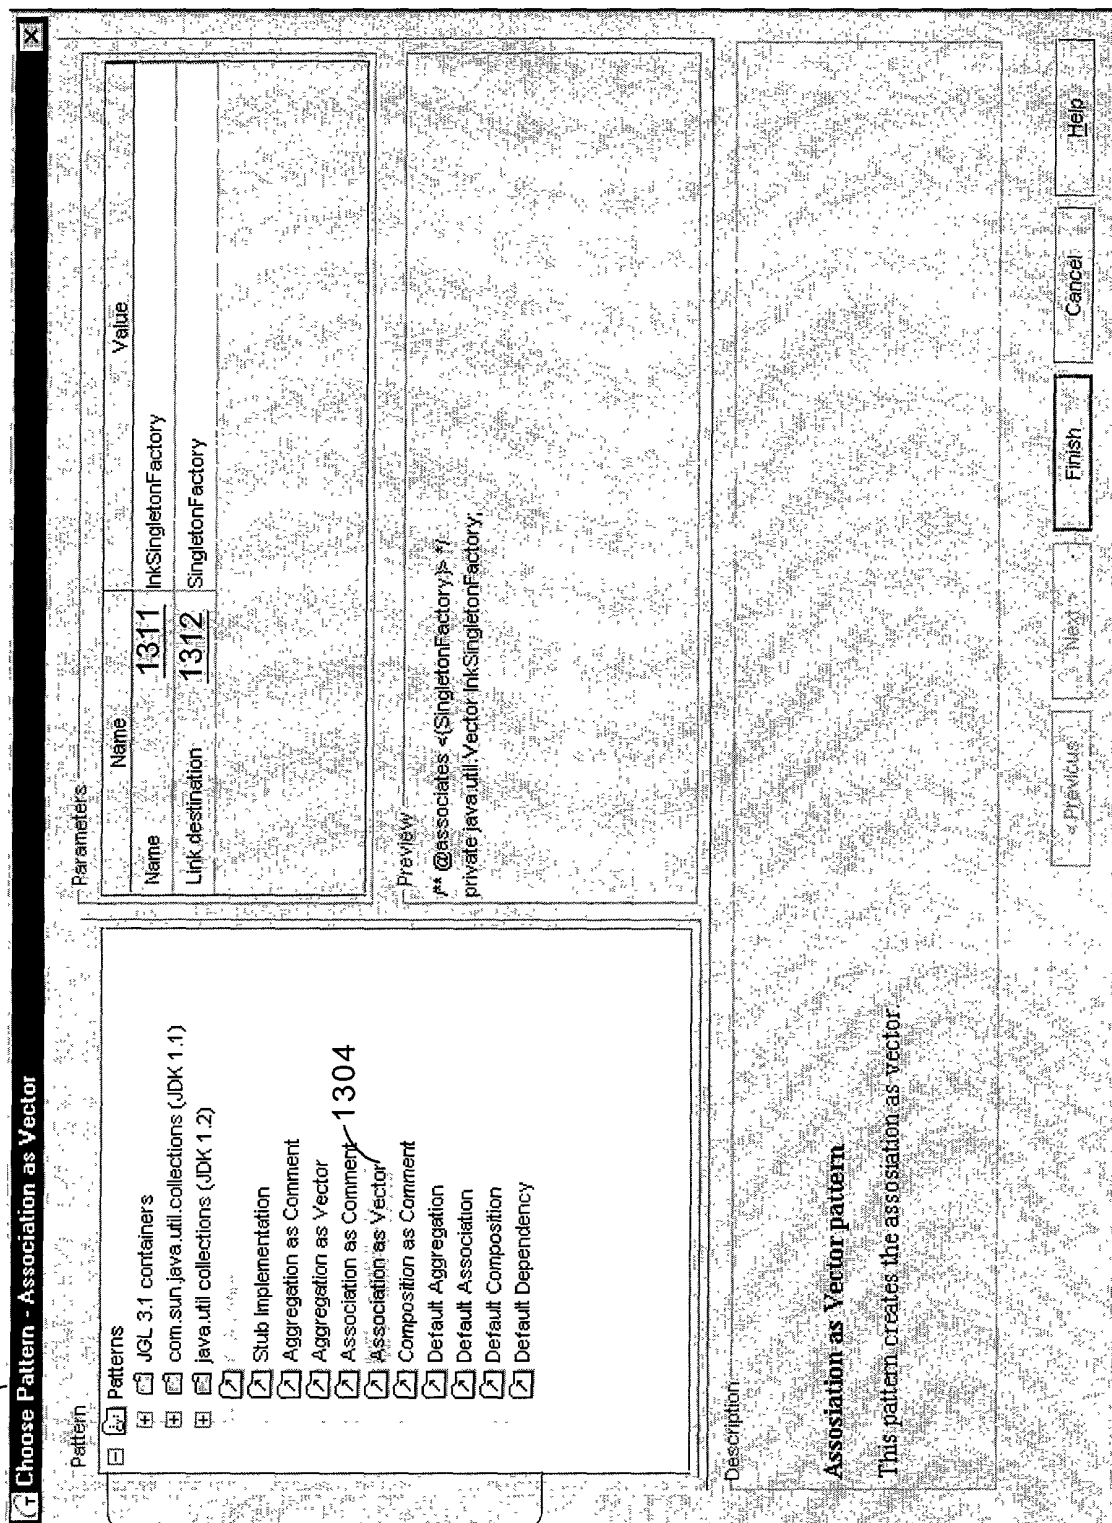 Choose Pattern - Association as Vector
Pattern
Patterns
JGL 3.1 containers
com.sun.java.util.collections (JDK 1.1)
java.util collections (JDK 1.2)
Stub Implementation
Aggregation as Comment
Aggregation as Vector
Association as Comment
1304
Association as Vector
Composition as Comment
Default Aggregation
Default Association
Default Composition
Default Dependency
Parameters
Name Value
Name 1311 lnkSingletonFactory
Link destination 1312 SingletonFactory
Preview
/** @associates <{SingletonFactory}> */
private java.util.Vector lnkSingletonFactory;
Description
Assosiation as Vector pattern
This pattern creates the assosiation as vector.
< Previous Next > Finish Cancel Help